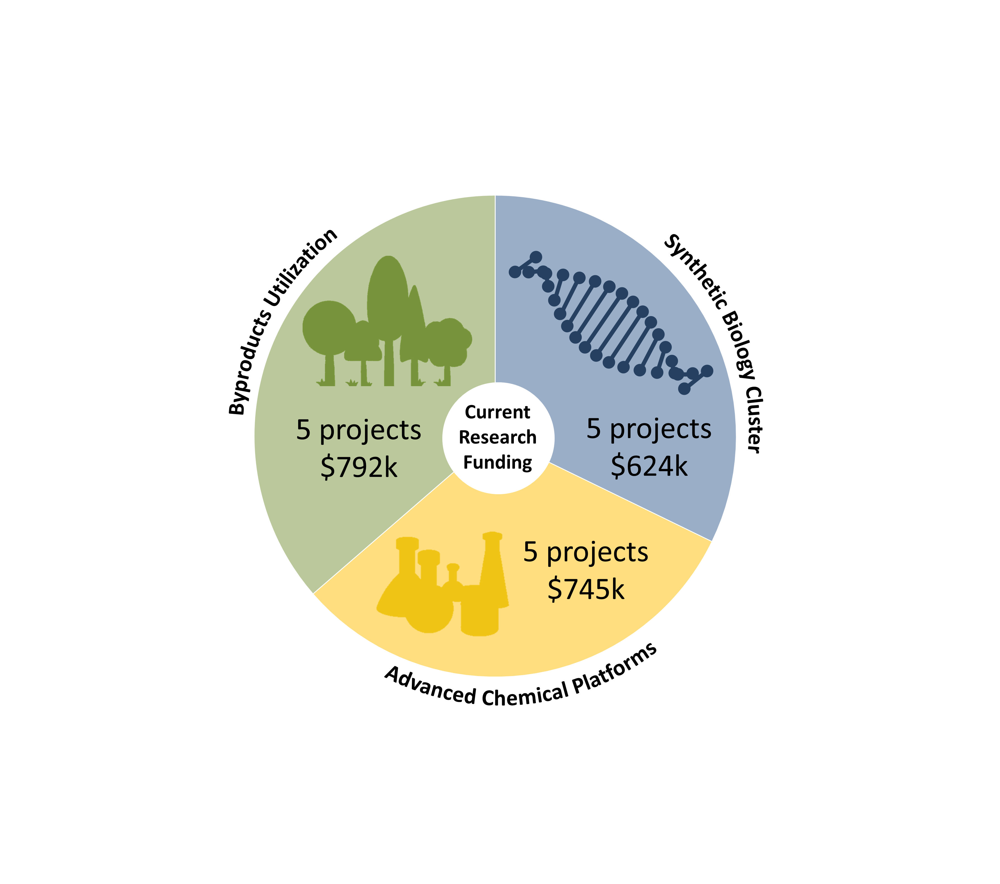 Byproducts Utilization
5 projects
$792k
Synthetic Biology Cluster
5 projects
$624k
Current
Research
Funding
5 projects
$745k
Advanced Chemical Platforms